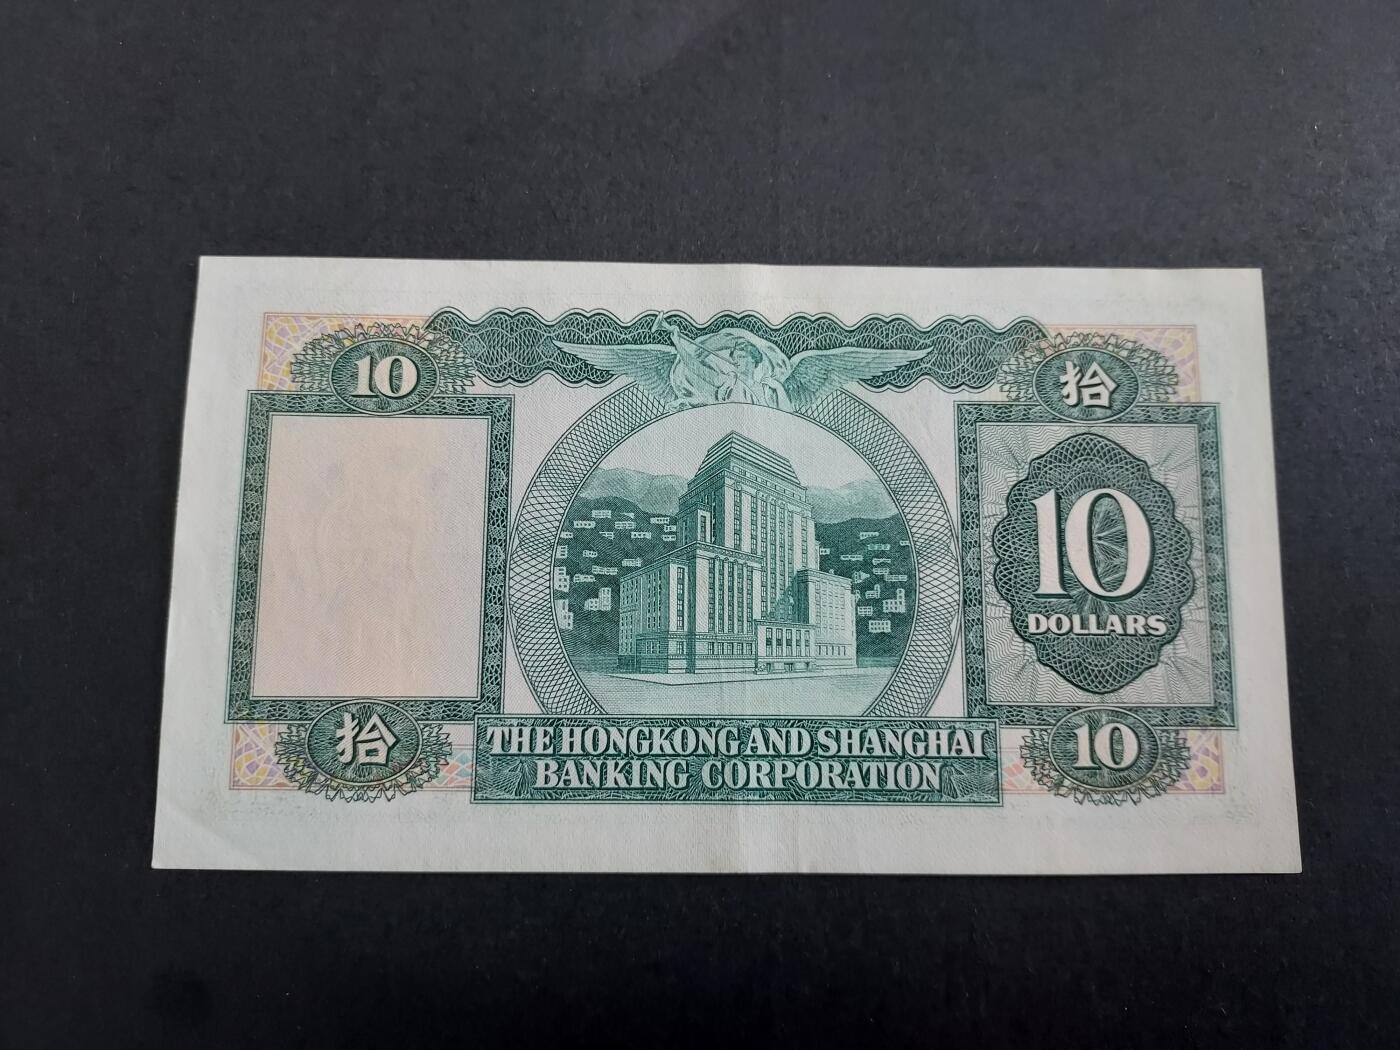 10
拾
10
DOLLARS
拾
10
THE HONGKONG AND SHANGHAI
BANKING CORPORATION